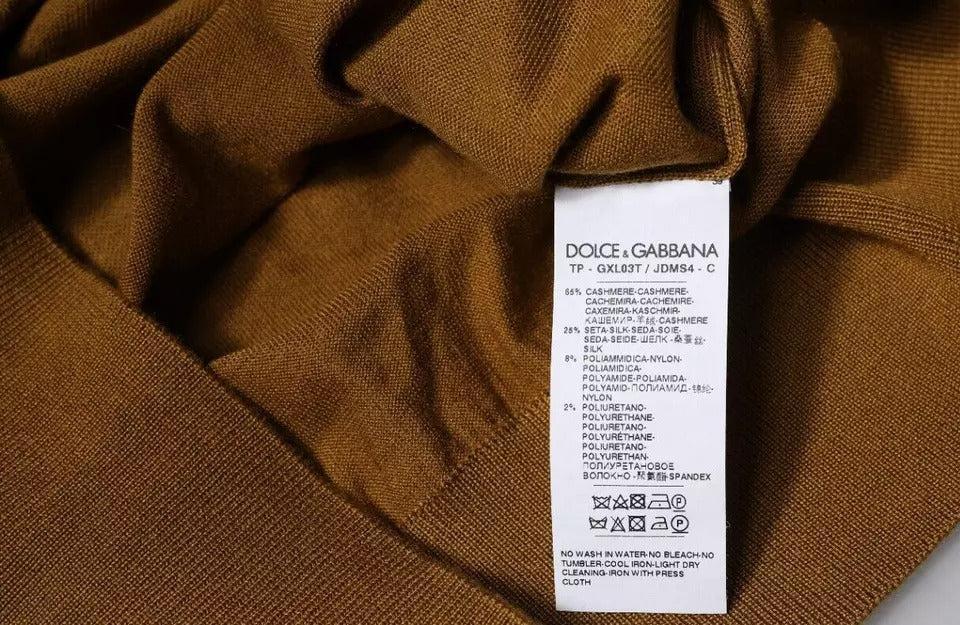 DOLCE & GABBANA
TP - GXL03T / JDMS4 - C
65% CASHMERE-CASHMERE-
CACHEMIRA-CACHEMIRE-
CAXEMIRA-KASCHMIR-
КАШЕМИР-羊绒-CASHMERE
25% SETA-SILK-SEDA-SOIE-
SEDA-SEIDE-ШЕЛК-桑蚕丝-
SILK
8% POLIAMMIDICA-NYLON-
POLIAMIDICA-
POLYAMIDE-POLIAMIDA-
POLYAMID-ПОЛИАМИД-锦纶-
NYLON
2% POLIURETANO-
POLYURETHANE-
POLIURETANO-
POLYURÉTHANE-
POLIURETANO-
POLYURETHAN-
ПОЛИУРЕТАНОВОЕ
ВОЛОКНО-聚氨酯-SPANDEX
NO WASH IN WATER-NO BLEACH-NO
TUMBLER-COOL IRON-LIGHT DRY
CLEANING-IRON WITH PRESS
CLOTH